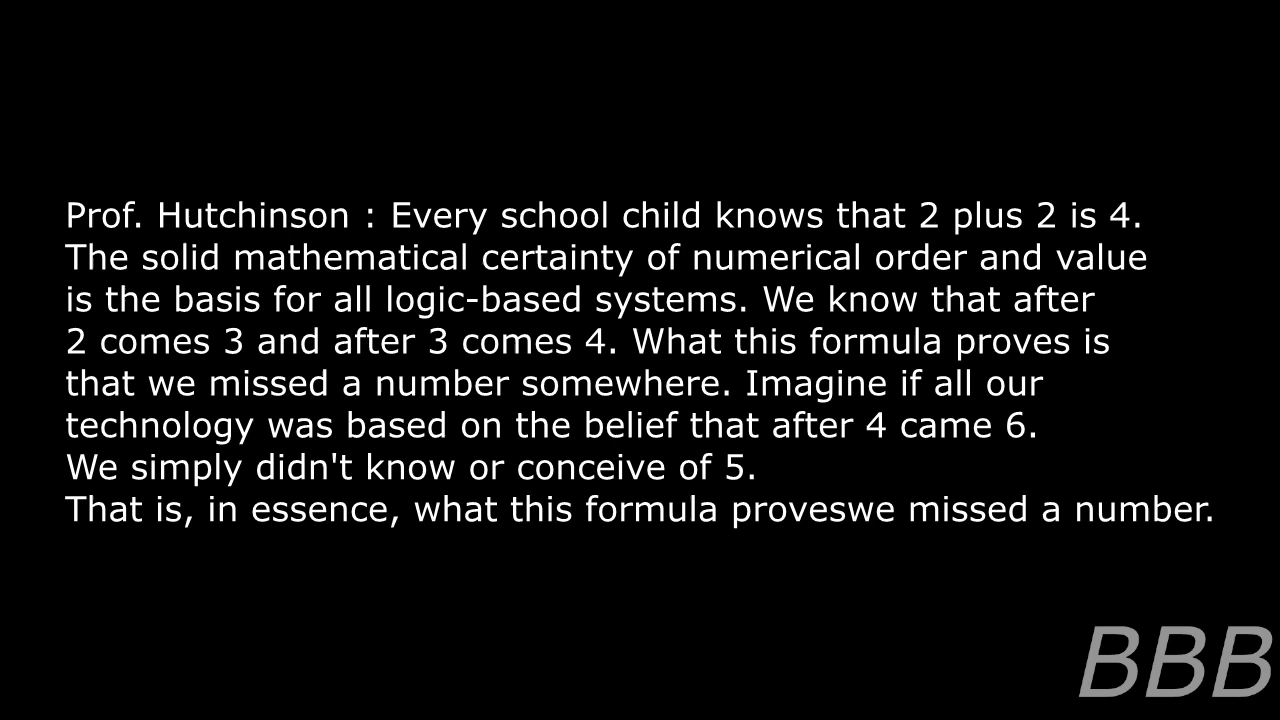 Prof. Hutchinson : Every school child knows that 2 plus 2 is 4.
The solid mathematical certainty of numerical order and value
is the basis for all logic-based systems. We know that after
2 comes 3 and after 3 comes 4. What this formula proves is
that we missed a number somewhere. Imagine if all our
technology was based on the belief that after 4 came 6.
We simply didn't know or conceive of 5.
That is, in essence, what this formula proveswe missed a number.
BBB